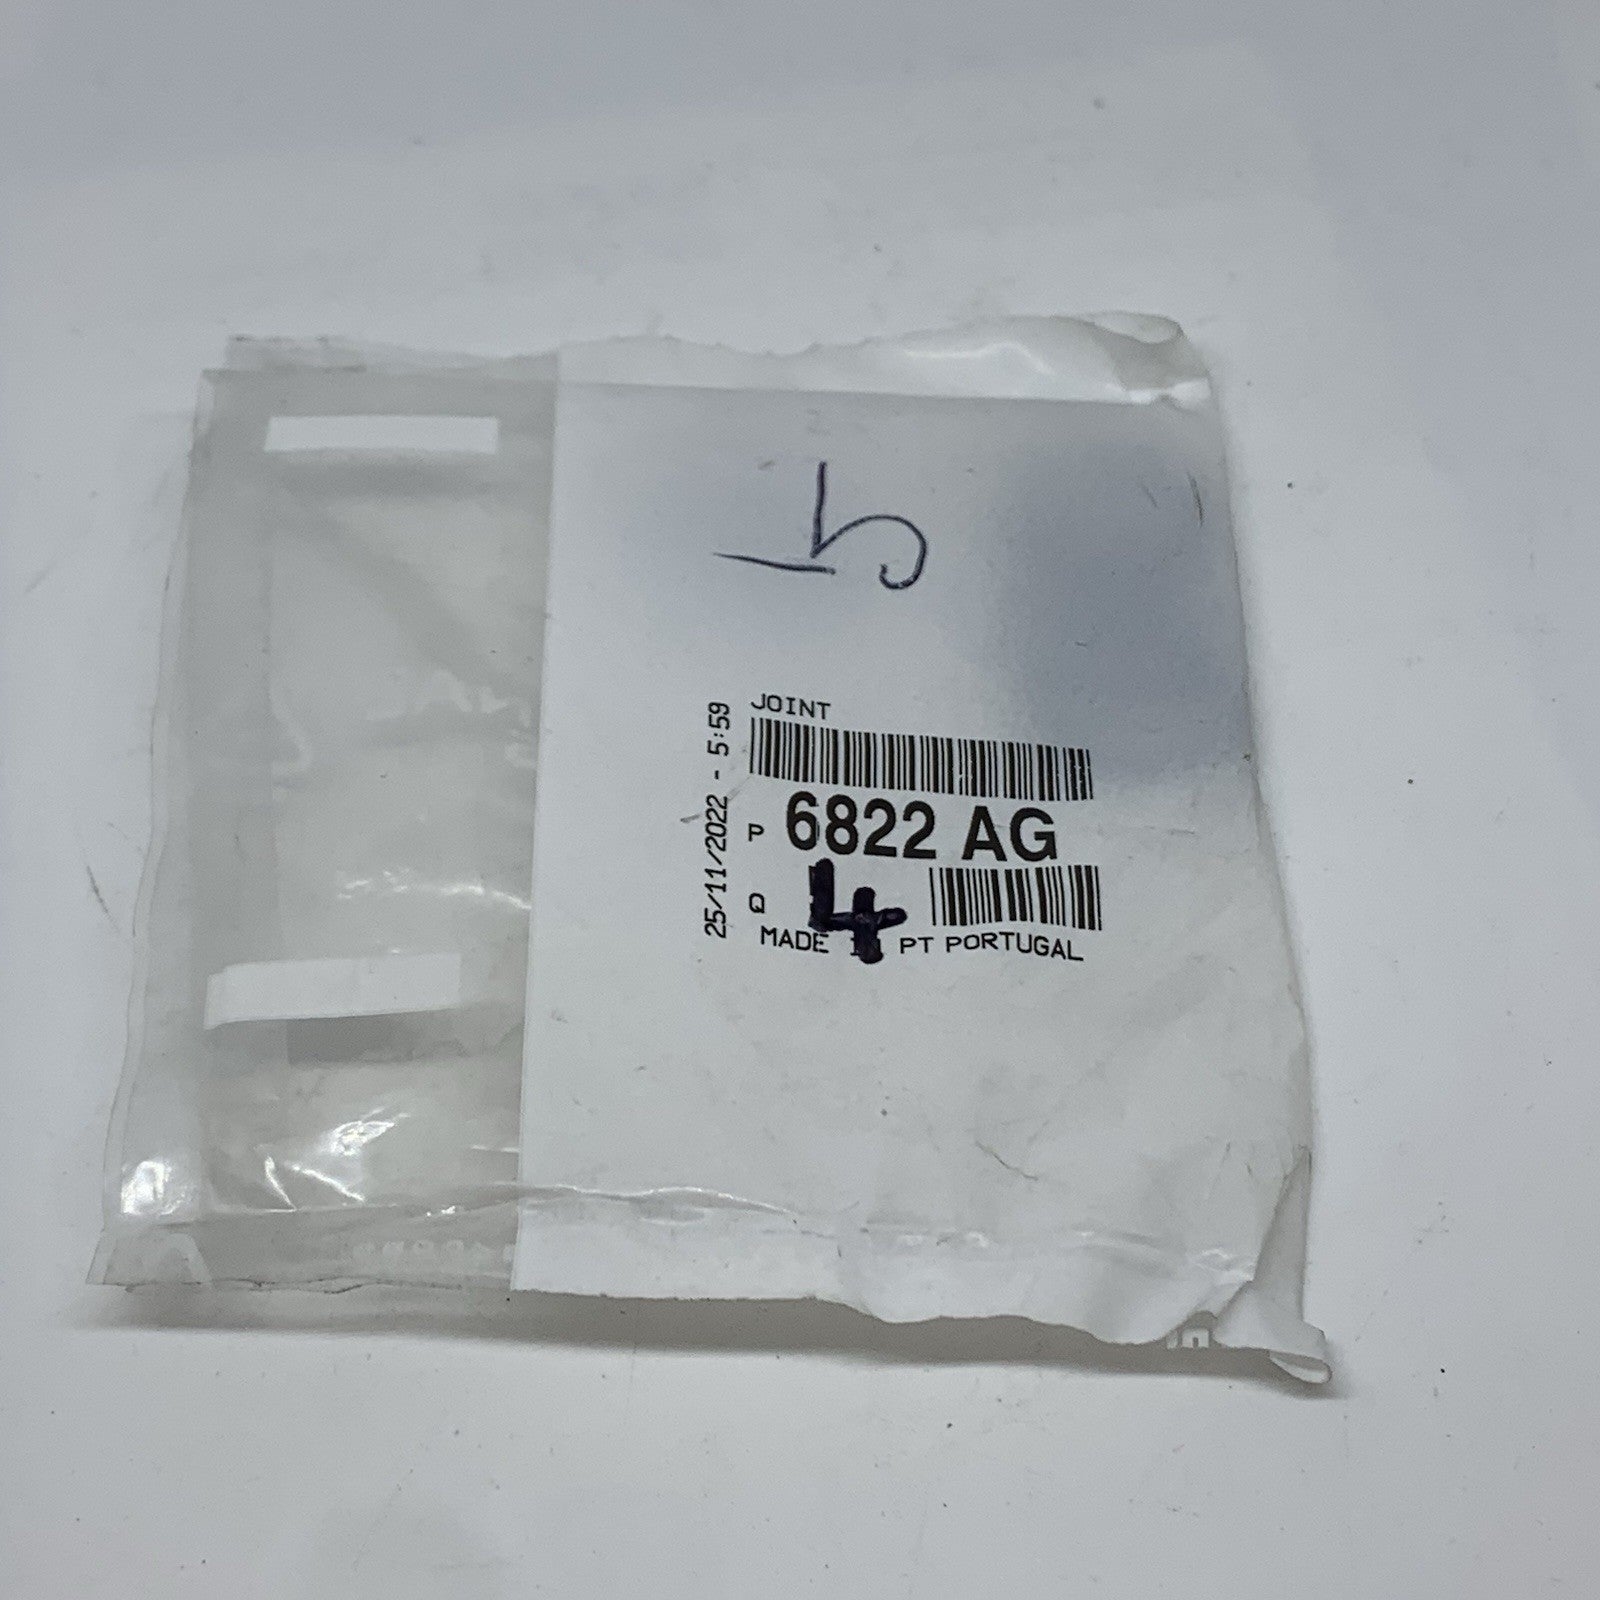 5
JOINT
25/11/2022 - 5:59
P 6822 AG
Q 4
MADE PT PORTUGAL